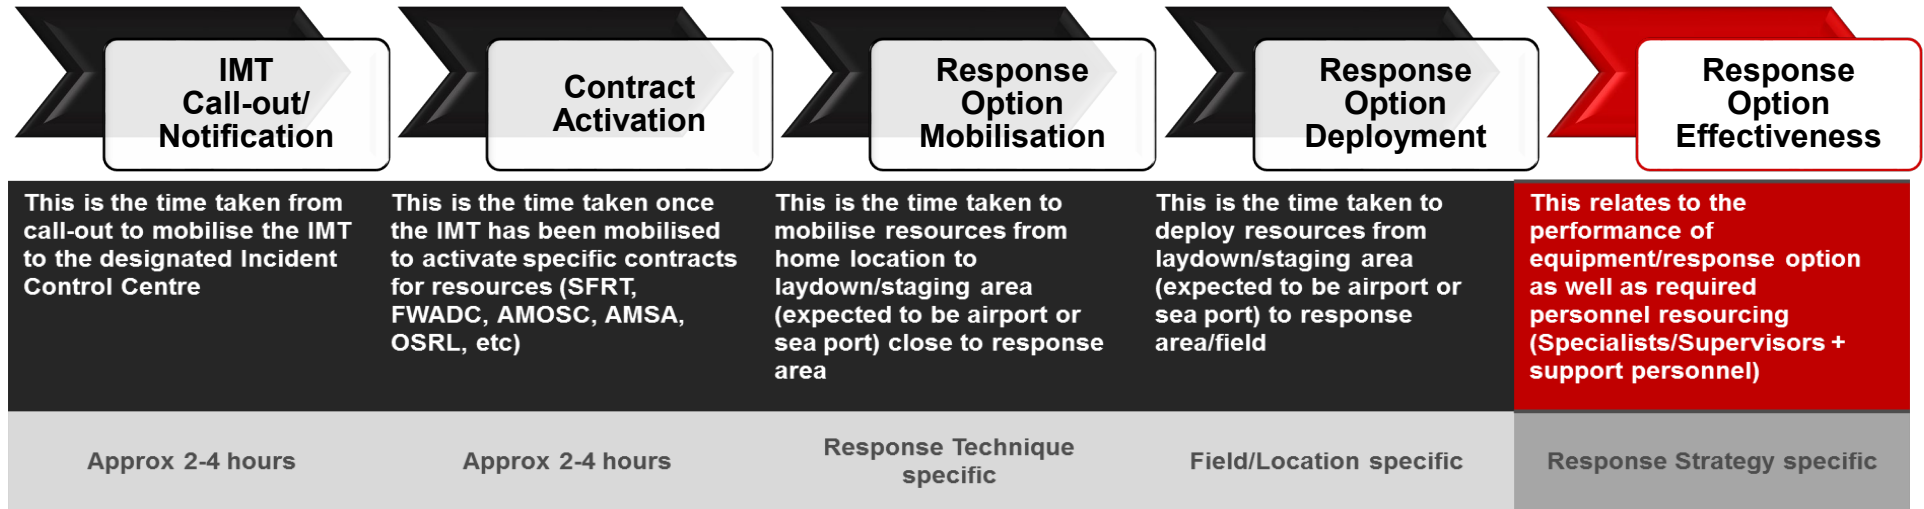 IMT
Call-out/
Notification
Contract
Activation
Response
Option
Mobilisation
Response
Option
Deployment
Response
Option
Effectiveness
This is the time taken from
call-out to mobilise the IMT
to the designated Incident
Control Centre
This is the time taken once
the IMT has been mobilised
to activate specific contracts
for resources (SFRT,
FWADC, AMOSC, AMSA,
OSRL, etc)
This is the time taken to
mobilise resources from
home location to
laydown/staging area
(expected to be airport or
sea port) close to response
area
This is the time taken to
deploy resources from
laydown/staging area
(expected to be airport or
sea port) to response
area/field
This relates to the
performance of
equipment/response option
as well as required
personnel resourcing
(Specialists/Supervisors +
support personnel)
Approx 2-4 hours
Approx 2-4 hours
Response Technique
specific
Field/Location specific
Response Strategy specific